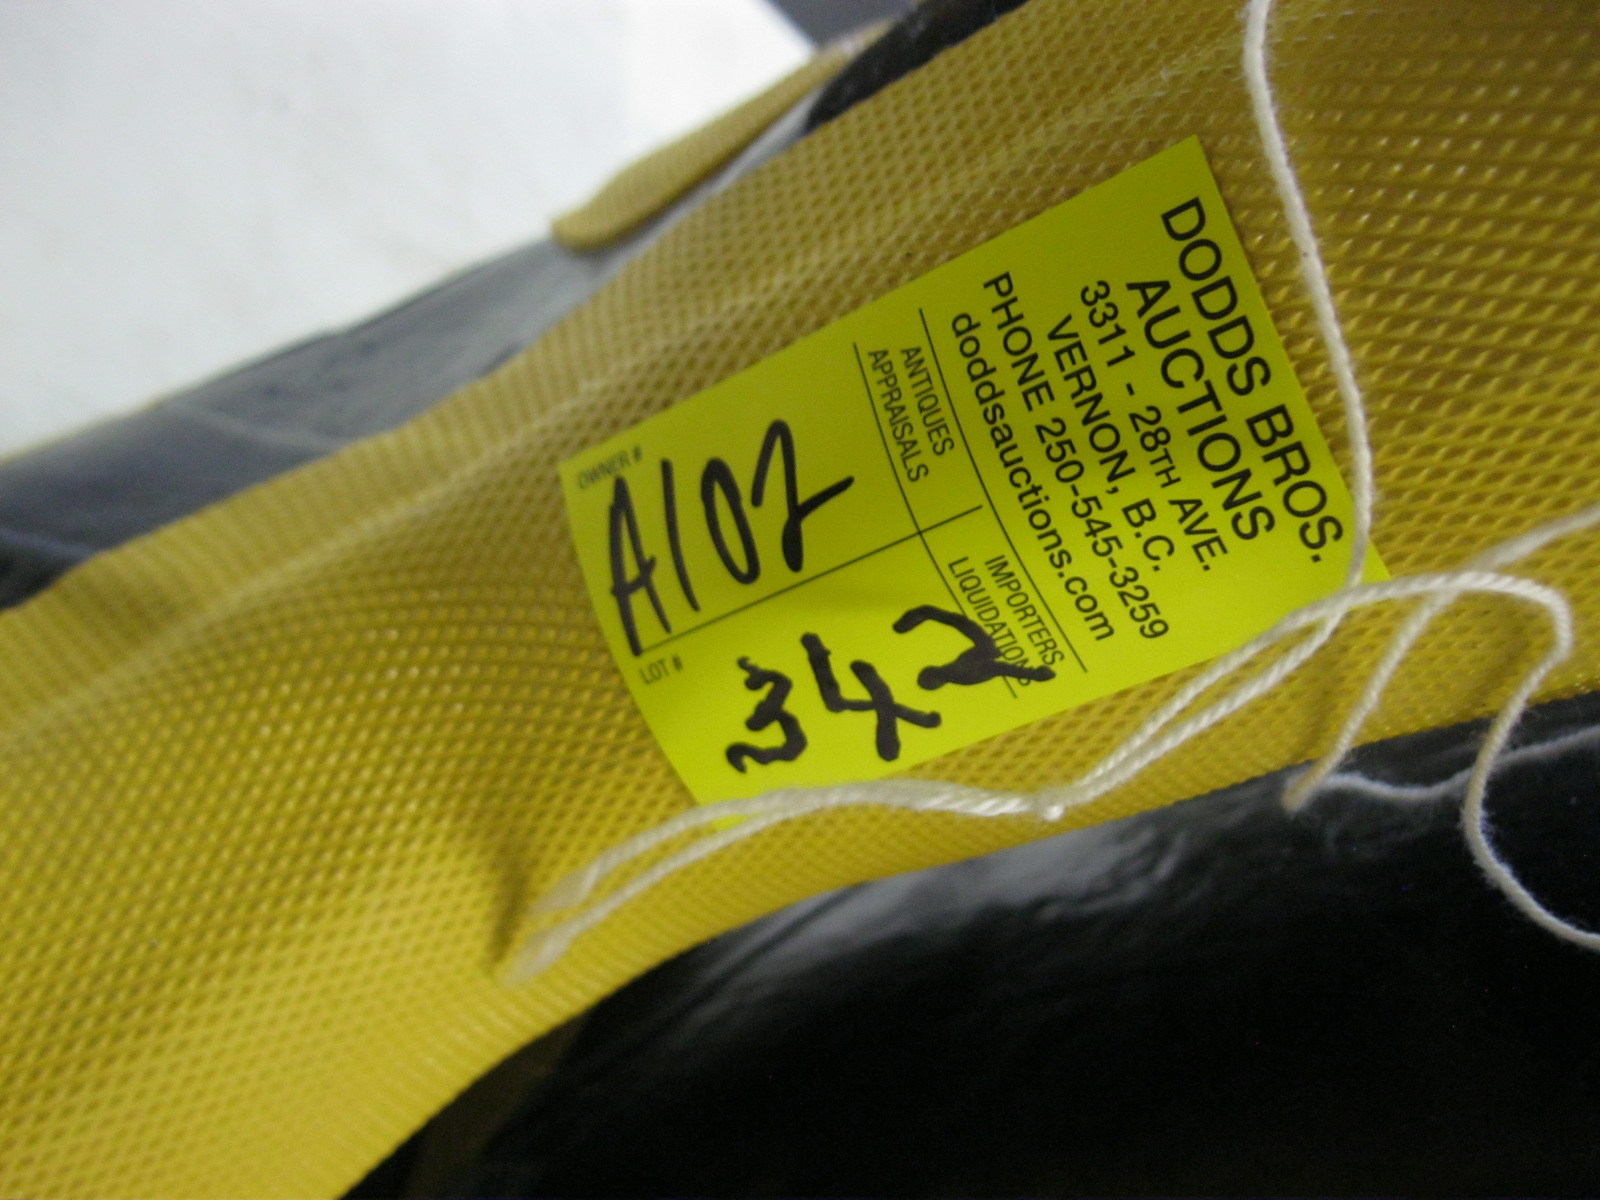 DODDS BROS.
AUCTIONS
3311 - 28TH AVE.
VERNON, B.C.
PHONE 250-545-3259
doddsauctions.com
ANTIQUES
APPRAISALS
IMPORTERS
LIQUIDATIONS
OWNER #
A102
LOT #
352